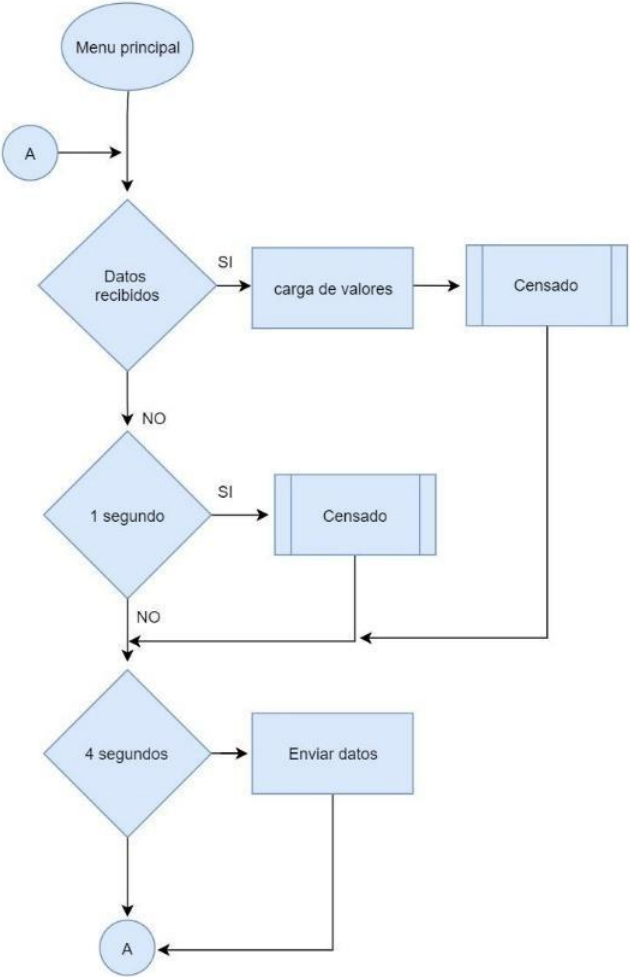 Menu principal
A
Datos
recibidos
SI
carga de valores
Censado
NO
1 segundo
SI
Censado
NO
4 segundos
Enviar datos
A